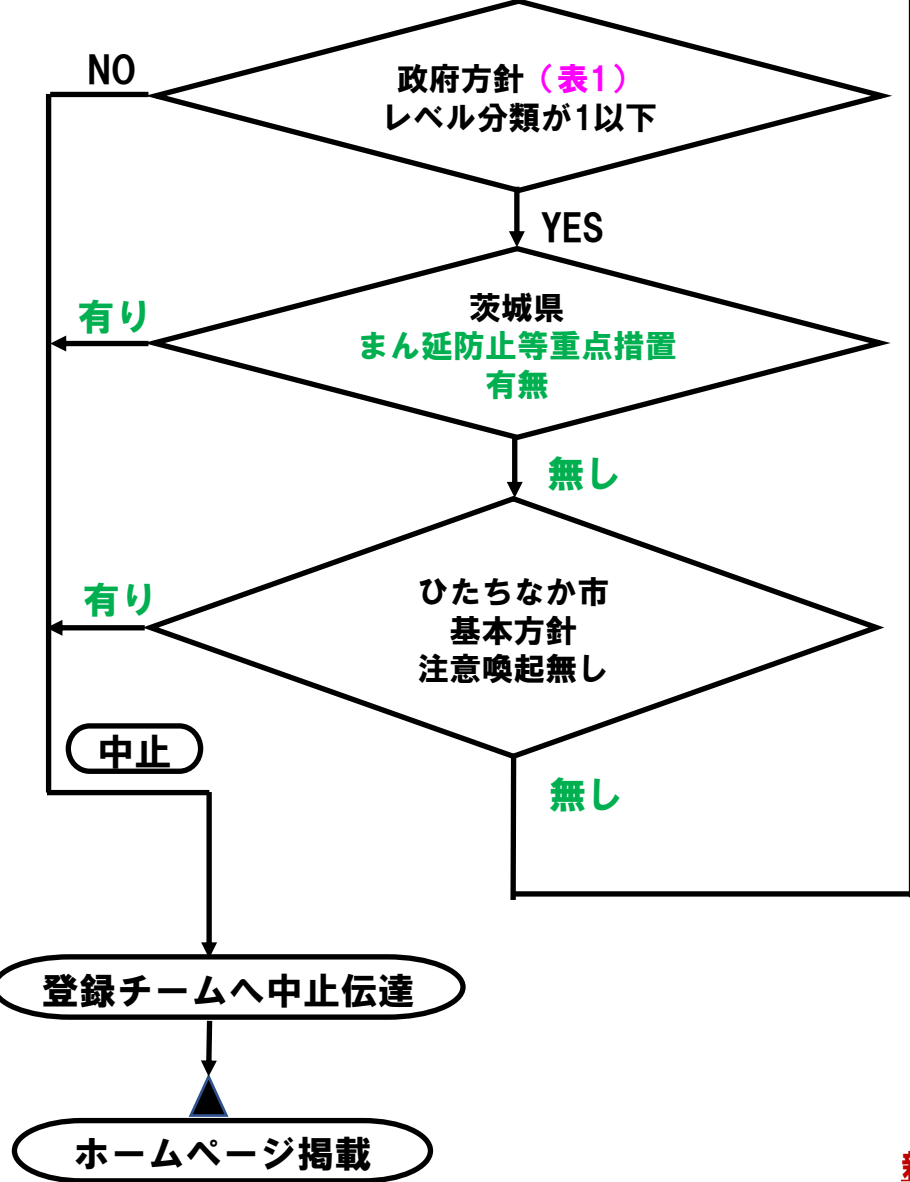 NO
政府方針（表1）
レベル分類が1以下
YES
有り
茨城県
まん延防止等重点措置
有無
無し
有り
ひたちなか市
基本方針
注意喚起無し
中止
無し
登録チームへ中止伝達
ホームページ掲載